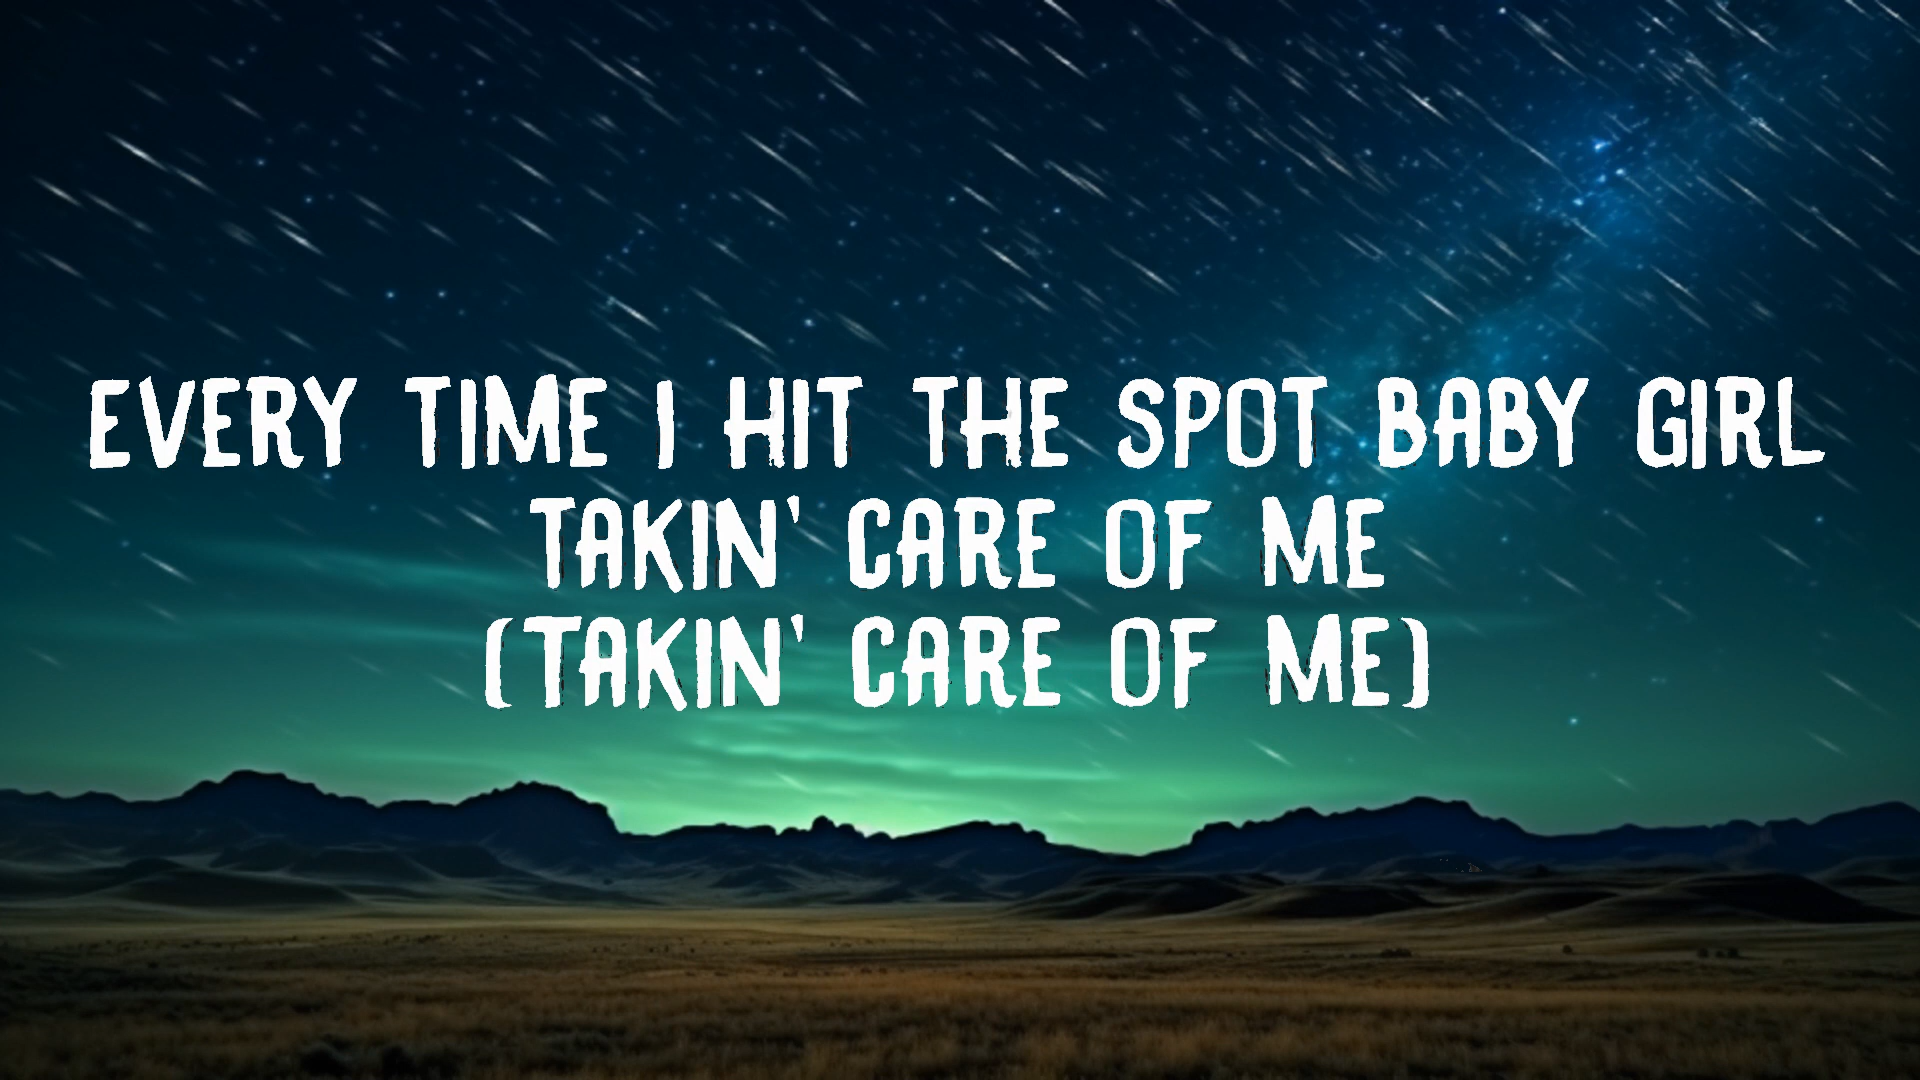 EVERY TIME I HIT THE SPOT BABY GIRL
TAKIN' CARE OF ME
(TAKIN' CARE OF ME)